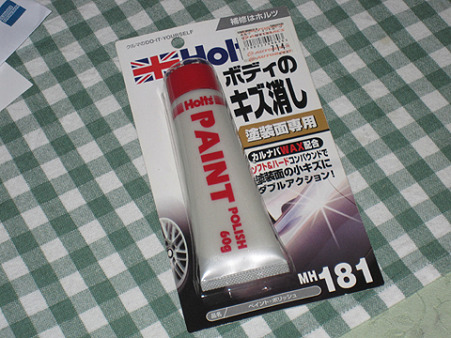 クルマのDO-IT-YOURSELF
補修はホルツ
Holts
ボディの
キズ消し
塗装面専用
カルナバWAX配合
ソフト&ハードコンパウンドで
塗装面の小キズに
ダブルアクション!
Holts
PAINT
POLISH
60g
MH181
品名
ペイント・ポリッシュ